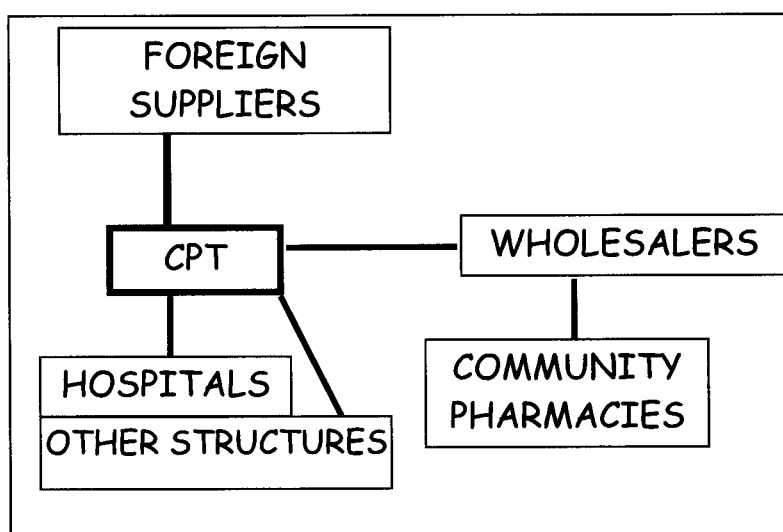 FOREIGN
SUPPLIERS
CPT
WHOLESALERS
HOSPITALS
OTHER STRUCTURES
COMMUNITY
PHARMACIES